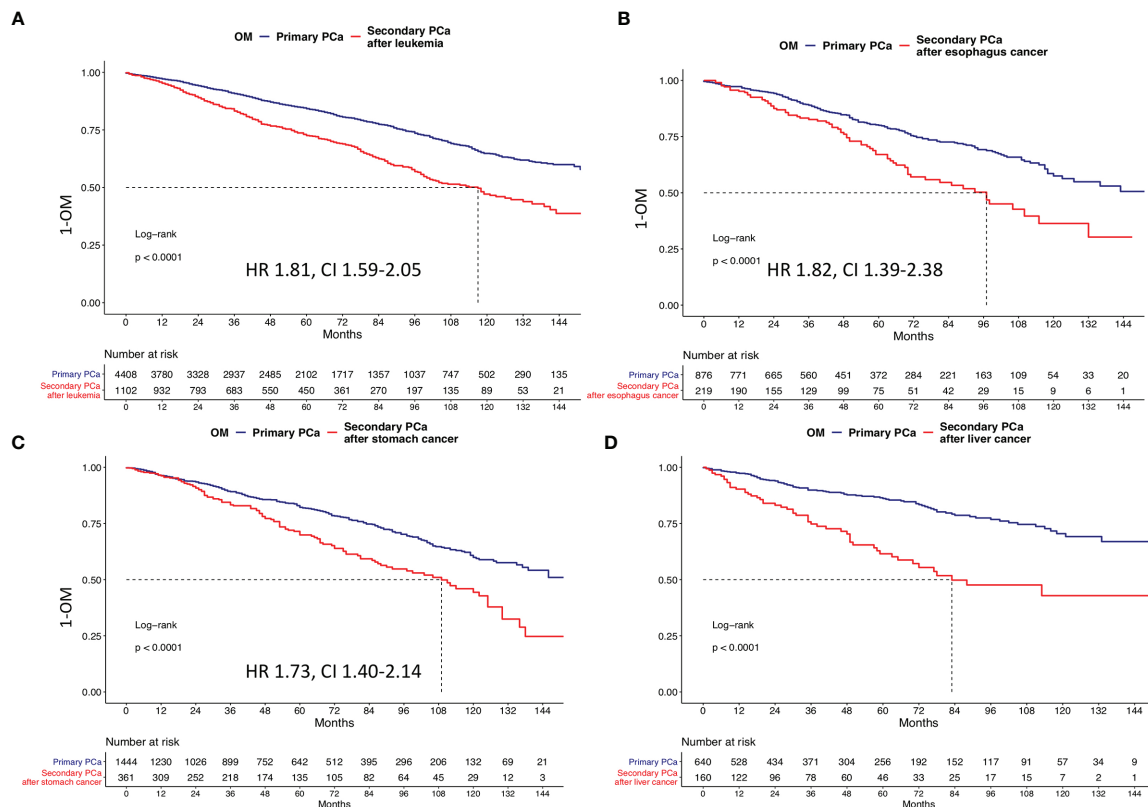 A
OM Primary PCa Secondary PCa
after leukemia
1.00
0.75
0.50
0.25
0.00
1-OM
Log-rank
p < 0.0001
HR 1.81, CI 1.59-2.05
0 12 24 36 48 60 72 84 96 108 120 132 144
Months
Number at risk
Primary PCa 4408 3780 3328 2937 2485 2102 1717 1357 1037 747 502 290 135
Secondary PCa
after leukemia 1102 932 793 683 550 450 361 270 197 135 89 53 21
0 12 24 36 48 60 72 84 96 108 120 132 144
B
OM Primary PCa Secondary PCa
after esophagus cancer
1.00
0.75
0.50
0.25
0.00
1-OM
Log-rank
p < 0.0001
HR 1.82, CI 1.39-2.38
0 12 24 36 48 60 72 84 96 108 120 132 144
Months
Number at risk
Primary PCa 876 771 665 560 451 372 284 221 163 109 54 33 20
Secondary PCa
after esophagus cancer 219 190 155 129 99 75 51 42 29 15 9 6 1
0 12 24 36 48 60 72 84 96 108 120 132 144
C
OM Primary PCa Secondary PCa
after stomach cancer
1.00
0.75
0.50
0.25
0.00
1-OM
Log-rank
p < 0.0001
HR 1.73, CI 1.40-2.14
0 12 24 36 48 60 72 84 96 108 120 132 144
Months
Number at risk
Primary PCa 1444 1230 1026 899 752 642 512 395 296 206 132 69 21
Secondary PCa
after stomach cancer 361 309 252 218 174 135 105 82 64 45 29 12 3
0 12 24 36 48 60 72 84 96 108 120 132 144
D
OM Primary PCa Secondary PCa
after liver cancer
1.00
0.75
0.50
0.25
0.00
Log-rank
p < 0.0001
0 12 24 36 48 60 72 84 96 108 120 132 144
Months
Number at risk
Primary PCa 640 528 434 371 304 256 192 152 117 91 57 34 9
Secondary PCa
after liver cancer 160 122 96 78 60 46 33 25 17 15 7 2 1
0 12 24 36 48 60 72 84 96 108 120 132 144